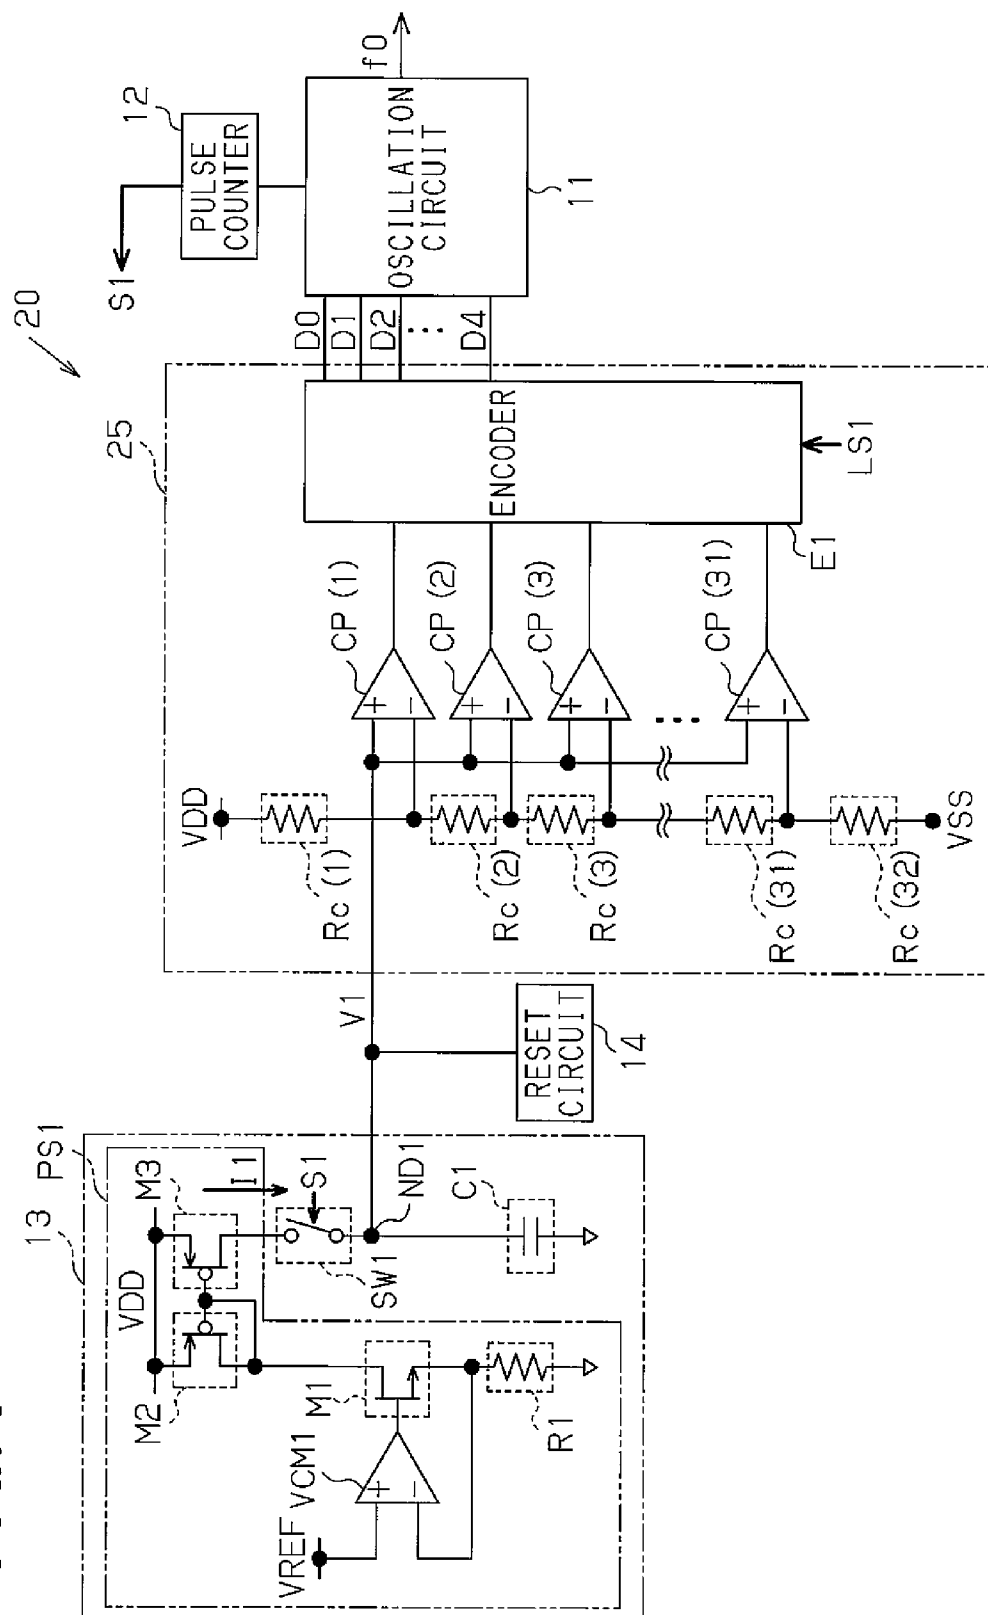 20
13
PS1
M2
VDD
M3
I1
S1
SW1
ND1
C1
VREF
VCM1
M1
R1
V1
RESET
CIRCUIT
14
25
VDD
Rc (1)
Rc (2)
Rc (3)
Rc (31)
Rc (32)
VSS
CP (1)
CP (2)
CP (3)
CP (31)
+
−
+
−
+
−
+
−
+
−
ENCODER
E1
LS1
D0
D1
D2
D4
S1
PULSE
COUNTER
12
OSCILLATION
CIRCUIT
11
f0